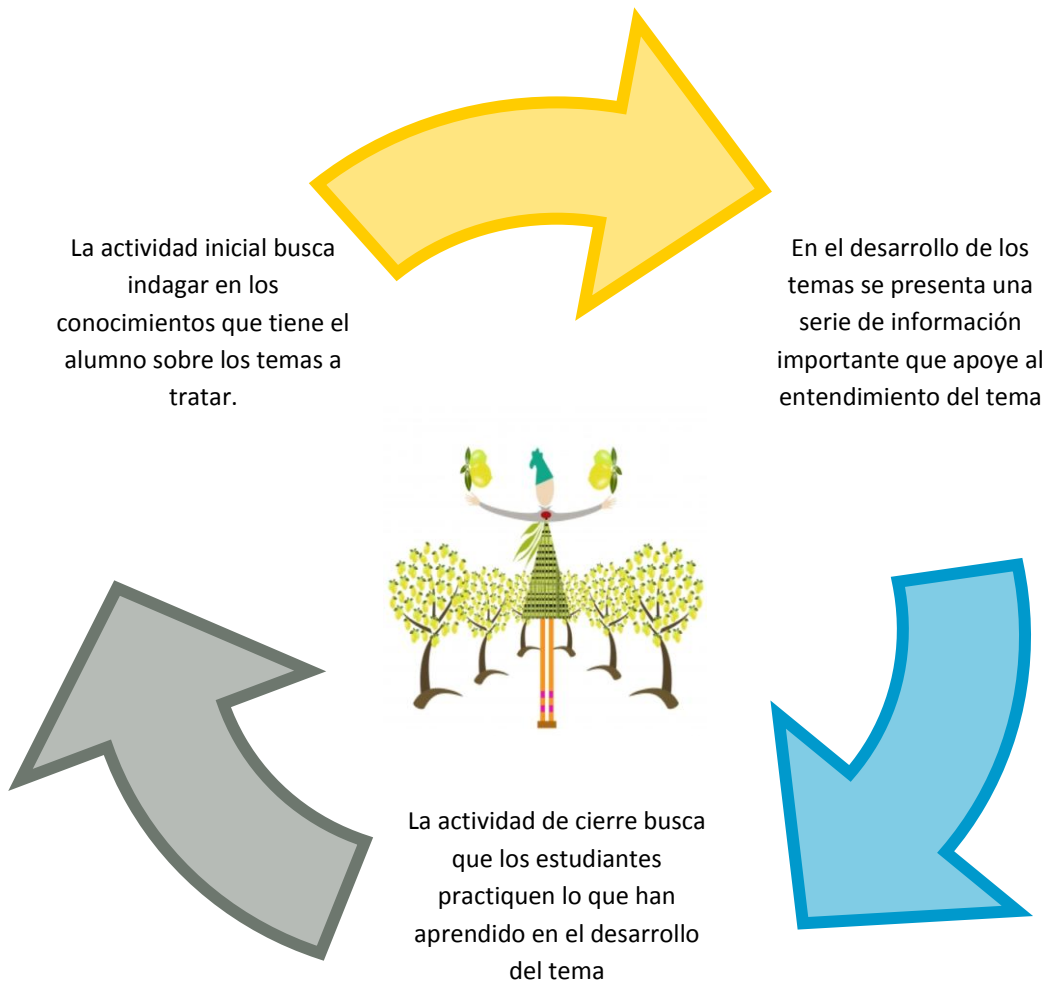 La actividad inicial busca
indagar en los
conocimientos que tiene el
alumno sobre los temas a
tratar.
En el desarrollo de los
temas se presenta una
serie de información
importante que apoye al
entendimiento del tema
La actividad de cierre busca
que los estudiantes
practiquen lo que han
aprendido en el desarrollo
del tema